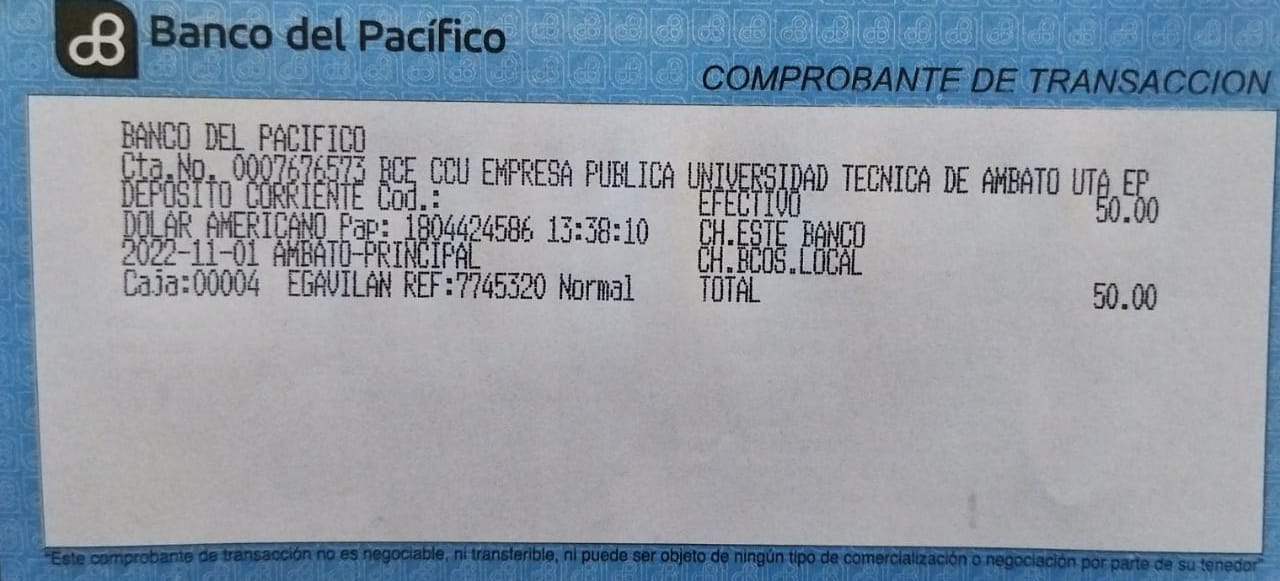 Banco del Pacífico
COMPROBANTE DE TRANSACCION
BANCO DEL PACIFICO
Cta.No. 0007676573 BCE CCU EMPRESA PUBLICA UNIVERSIDAD TECNICA DE AMBATO UTA EP
DEPOSITO CORRIENTE Cod.: EFECTIVO 50.00
DOLAR AMERICANO Pap: 1804424586 13:38:10 CH.ESTE BANCO
2022-11-01 AMBATO-PRINCIPAL CH.BCOS.LOCAL
Caja:00004 EGAVILAN REF:7745320 Normal TOTAL 50.00
"Este comprobante de transacción no es negociable, ni transferible, ni puede ser objeto de ningún tipo de comercialización o negociación por parte de su tenedor"